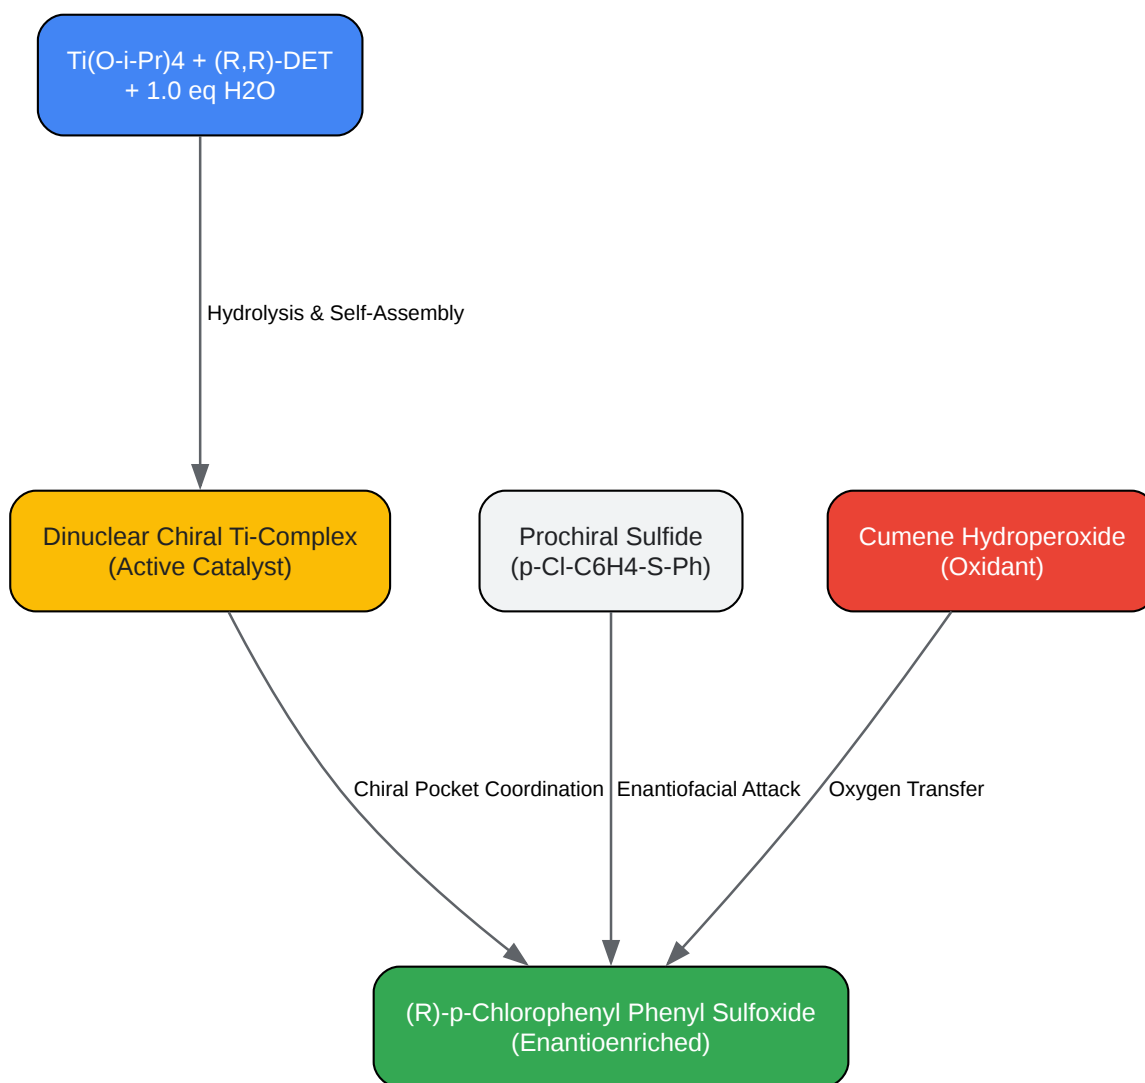 Ti(O-i-Pr)4 + (R,R)-DET
+ 1.0 eq H2O
Hydrolysis & Self-Assembly
Dinuclear Chiral Ti-Complex
(Active Catalyst)
Prochiral Sulfide
(p-Cl-C6H4-S-Ph)
Cumene Hydroperoxide
(Oxidant)
Chiral Pocket Coordination
Enantiofacial Attack
Oxygen Transfer
(R)-p-Chlorophenyl Phenyl Sulfoxide
(Enantioenriched)